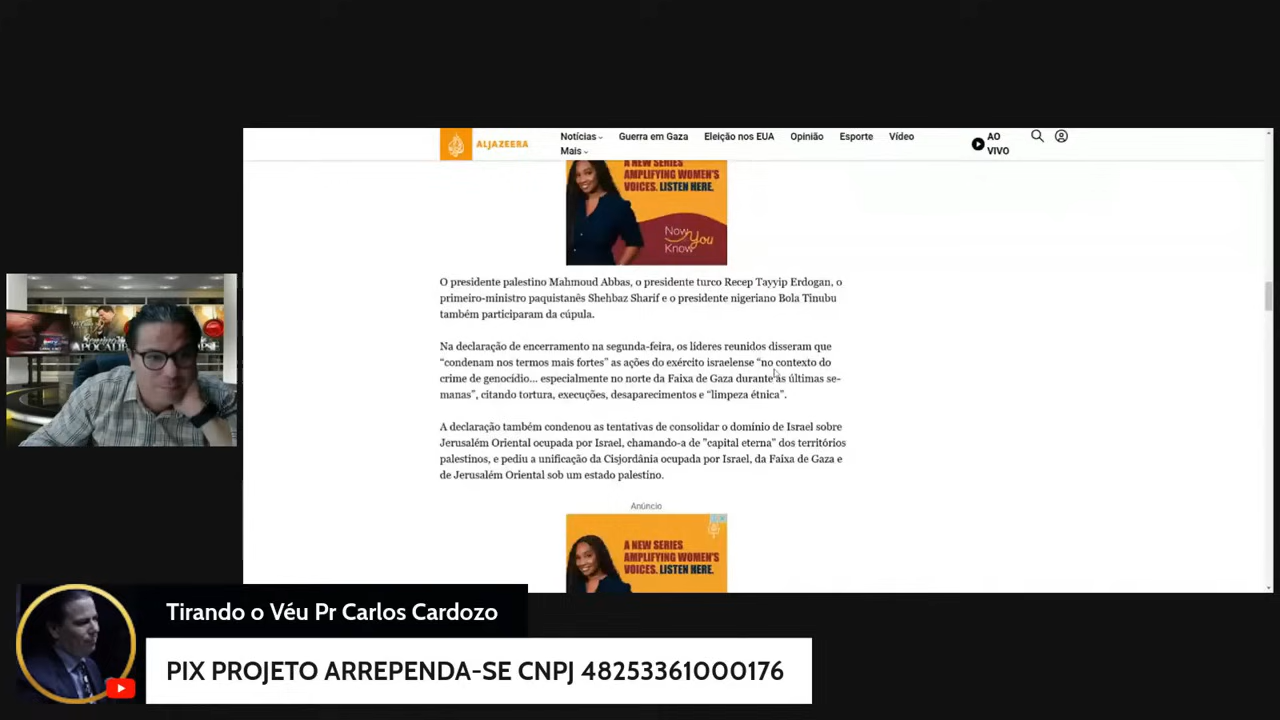 ALJAZEERA
Notícias
Guerra em Gaza
Eleição nos EUA
Opinião
Esporte
Vídeo
Mais
AO
VIVO
A NEW SERIES
AMPLIFYING WOMEN'S
VOICES. LISTEN HERE.
Now
You
Know
O presidente palestino Mahmoud Abbas, o presidente turco Recep Tayyip Erdogan, o
primeiro-ministro paquistanês Shehbaz Sharif e o presidente nigeriano Bola Tinubu
também participaram da cúpula.
Na declaração de encerramento na segunda-feira, os líderes reunidos disseram que
“condenam nos termos mais fortes” as ações do exército israelense “no contexto do
crime de genocídio... especialmente no norte da Faixa de Gaza durante as últimas se-
manas”, citando tortura, execuções, desaparecimentos e “limpeza étnica”.
A declaração também condenou as tentativas de consolidar o domínio de Israel sobre
Jerusalém Oriental ocupada por Israel, chamando-a de "capital eterna" dos territórios
palestinos, e pediu a unificação da Cisjordânia ocupada por Israel, da Faixa de Gaza e
de Jerusalém Oriental sob um estado palestino.
Anúncio
A NEW SERIES
AMPLIFYING WOMEN'S
VOICES. LISTEN HERE.
Tirando o Véu Pr Carlos Cardozo
PIX PROJETO ARREPENDA-SE CNPJ 48253361000176